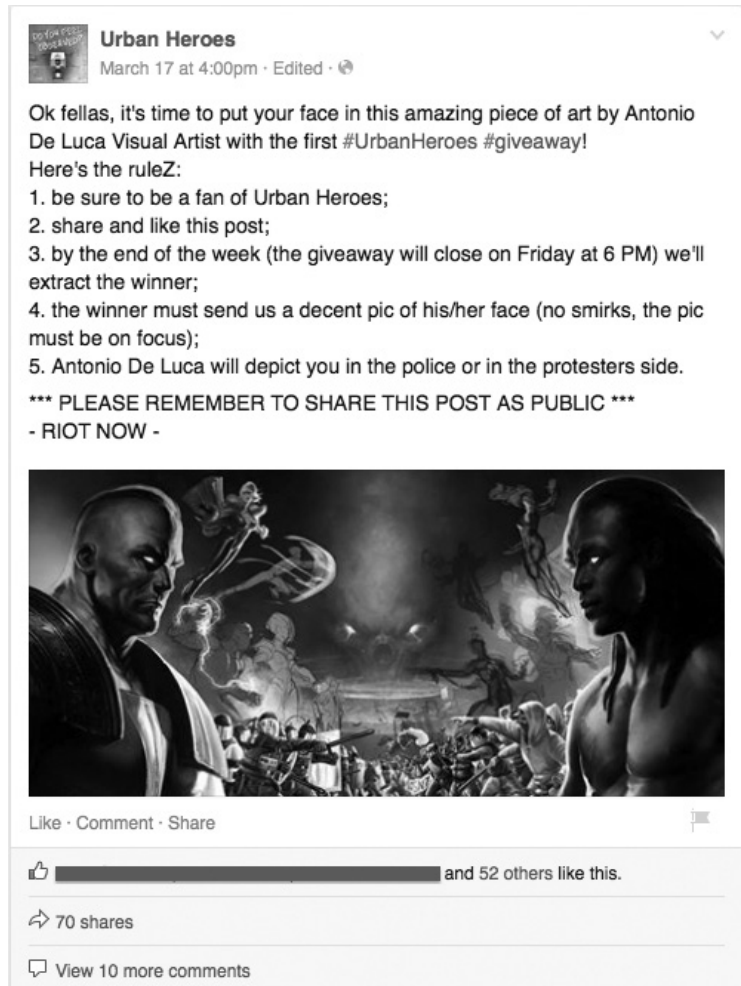 DO YOU FEEL
Urban Heroes
March 17 at 4:00pm · Edited ·
Ok fellas, it's time to put your face in this amazing piece of art by Antonio
De Luca Visual Artist with the first #UrbanHeroes #giveaway!
Here's the ruleZ:
1. be sure to be a fan of Urban Heroes;
2. share and like this post;
3. by the end of the week (the giveaway will close on Friday at 6 PM) we'll
extract the winner;
4. the winner must send us a decent pic of his/her face (no smirks, the pic
must be on focus);
5. Antonio De Luca will depict you in the police or in the protesters side.
*** PLEASE REMEMBER TO SHARE THIS POST AS PUBLIC ***
- RIOT NOW -
Like · Comment · Share
and 52 others like this.
70 shares
View 10 more comments